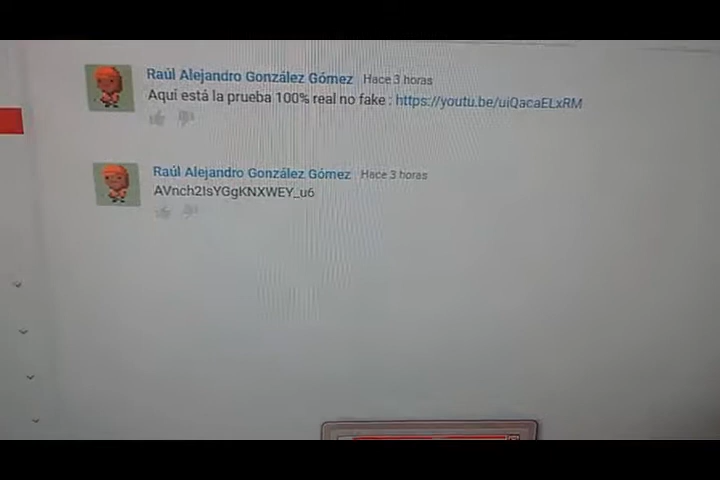 Raúl Alejandro González Gómez Hace 3 horas
Aquí está la prueba 100% real no fake : https://youtu.be/uiQacaELxRM
Raúl Alejandro González Gómez Hace 3 horas
AVnch2IsYGgKNXWEY_u6